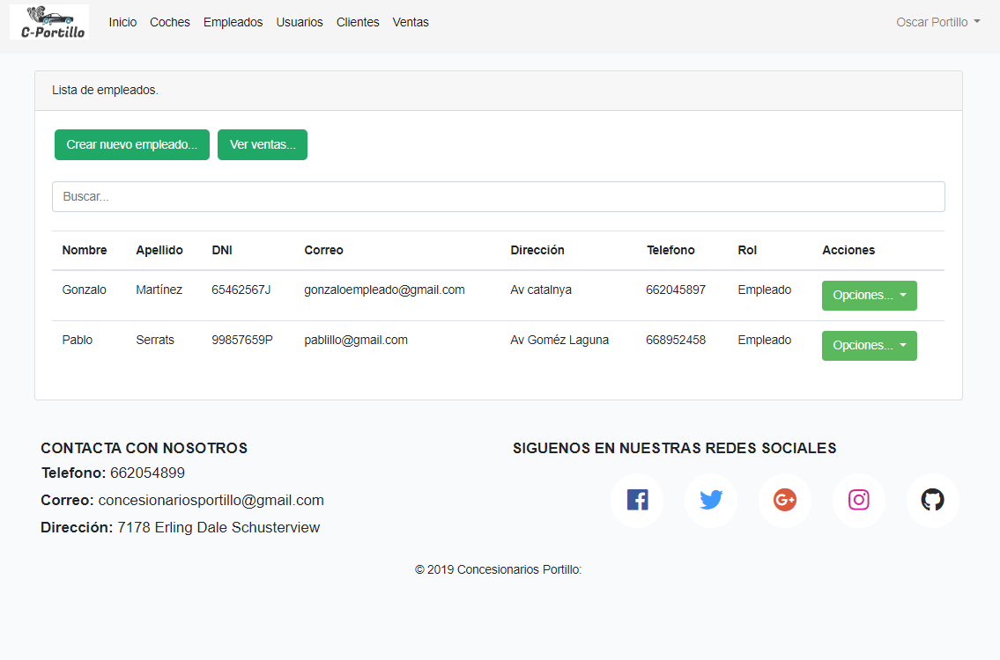 C-Portillo Inicio Coches Empleados Usuarios Clientes Ventas Oscar Portillo
Lista de empleados.
Crear nuevo empleado... Ver ventas...
Buscar...
Nombre Apellido DNI Correo Dirección Telefono Rol Acciones
Gonzalo Martínez 65462567J gonzaloempleado@gmail.com Av catalnya 662045897 Empleado Opciones...
Pablo Serrats 99857659P pablillo@gmail.com Av Goméz Laguna 668952458 Empleado Opciones...
CONTACTA CON NOSOTROS
Telefono: 662054899
Correo: concesionariosportillo@gmail.com
Dirección: 7178 Erling Dale Schusterview
SIGUENOS EN NUESTRAS REDES SOCIALES
© 2019 Concesionarios Portillo: